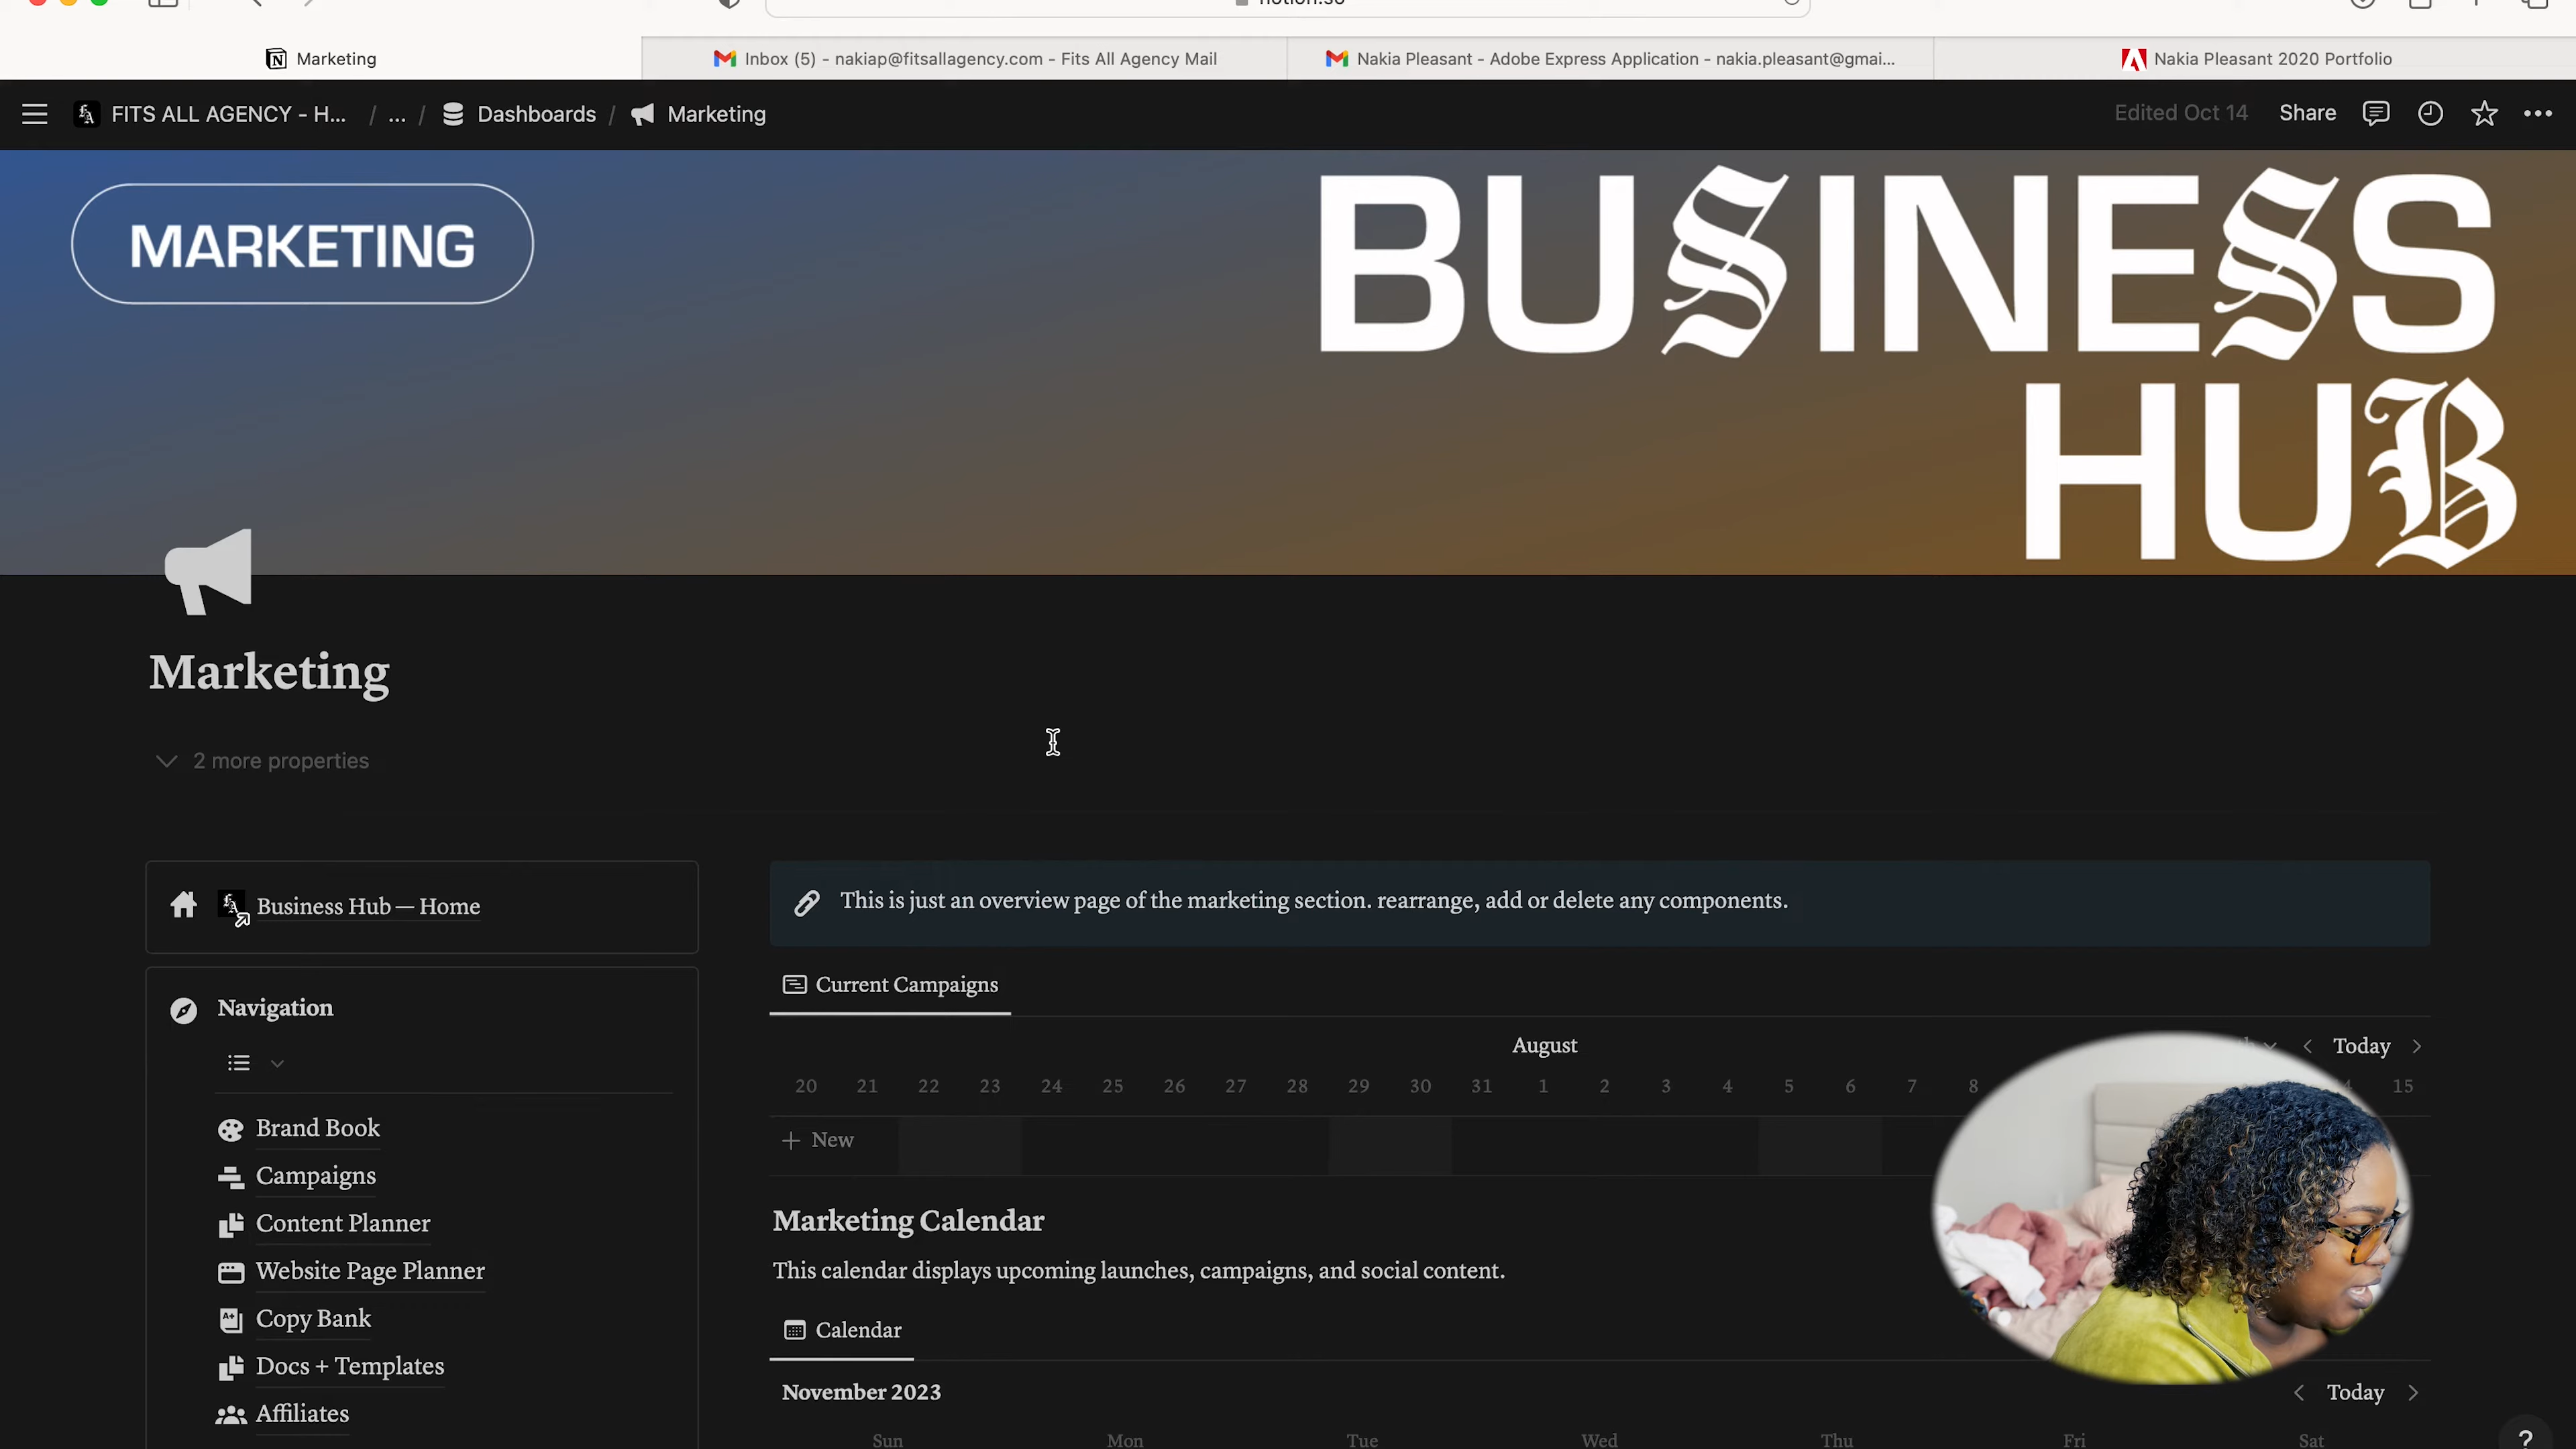 Marketing
Inbox (5) - nakiap@fitsallagency.com - Fits All Agency Mail
Nakia Pleasant - Adobe Express Application - nakia.pleasant@gmai...
Nakia Pleasant 2020 Portfolio
FITS ALL AGENCY - H... / ... / Dashboards / Marketing
Edited Oct 14
Share
MARKETING
BUSINESS
HUB
Marketing
2 more properties
Business Hub — Home
This is just an overview page of the marketing section. rearrange, add or delete any components.
Navigation
Current Campaigns
August
Today
20 21 22 23 24 25 26 27 28 29 30 31 1 2 3 4 5 6 7 8 15
+ New
Brand Book
Campaigns
Content Planner
Website Page Planner
Copy Bank
Docs + Templates
Affiliates
Marketing Calendar
This calendar displays upcoming launches, campaigns, and social content.
Calendar
November 2023
Today
Sun Mon Tue Wed Thu Fri Sat
?